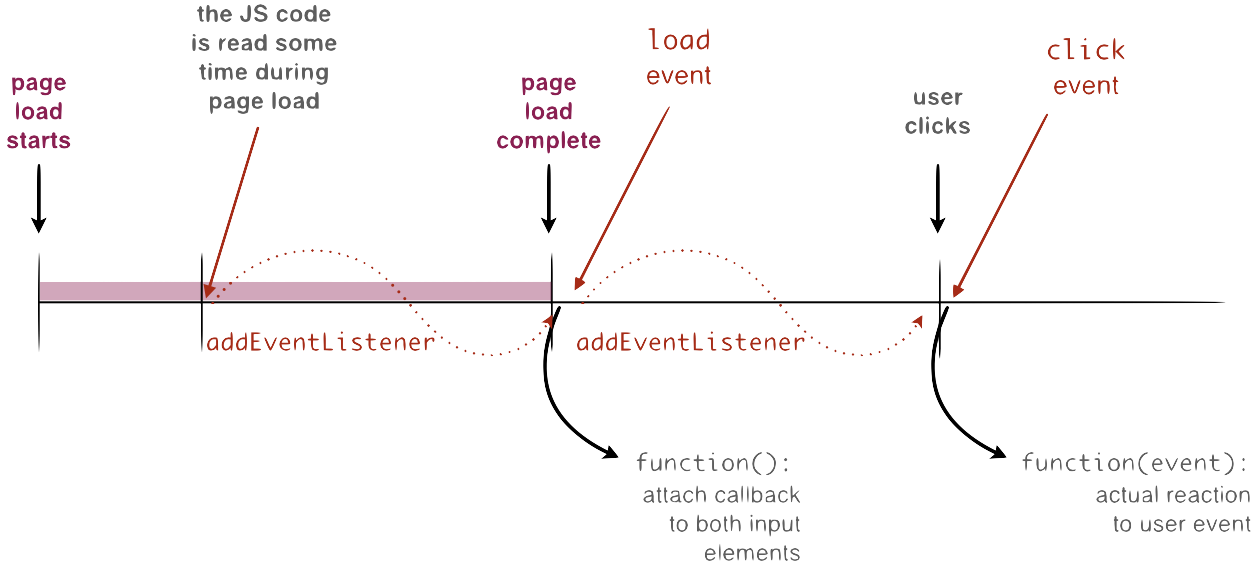 the JS code
is read some
time during
page load
page
load
starts
page
load
complete
load
event
user
clicks
click
event
addEventListener
addEventListener
function():
attach callback
to both input
elements
function(event):
actual reaction
to user event